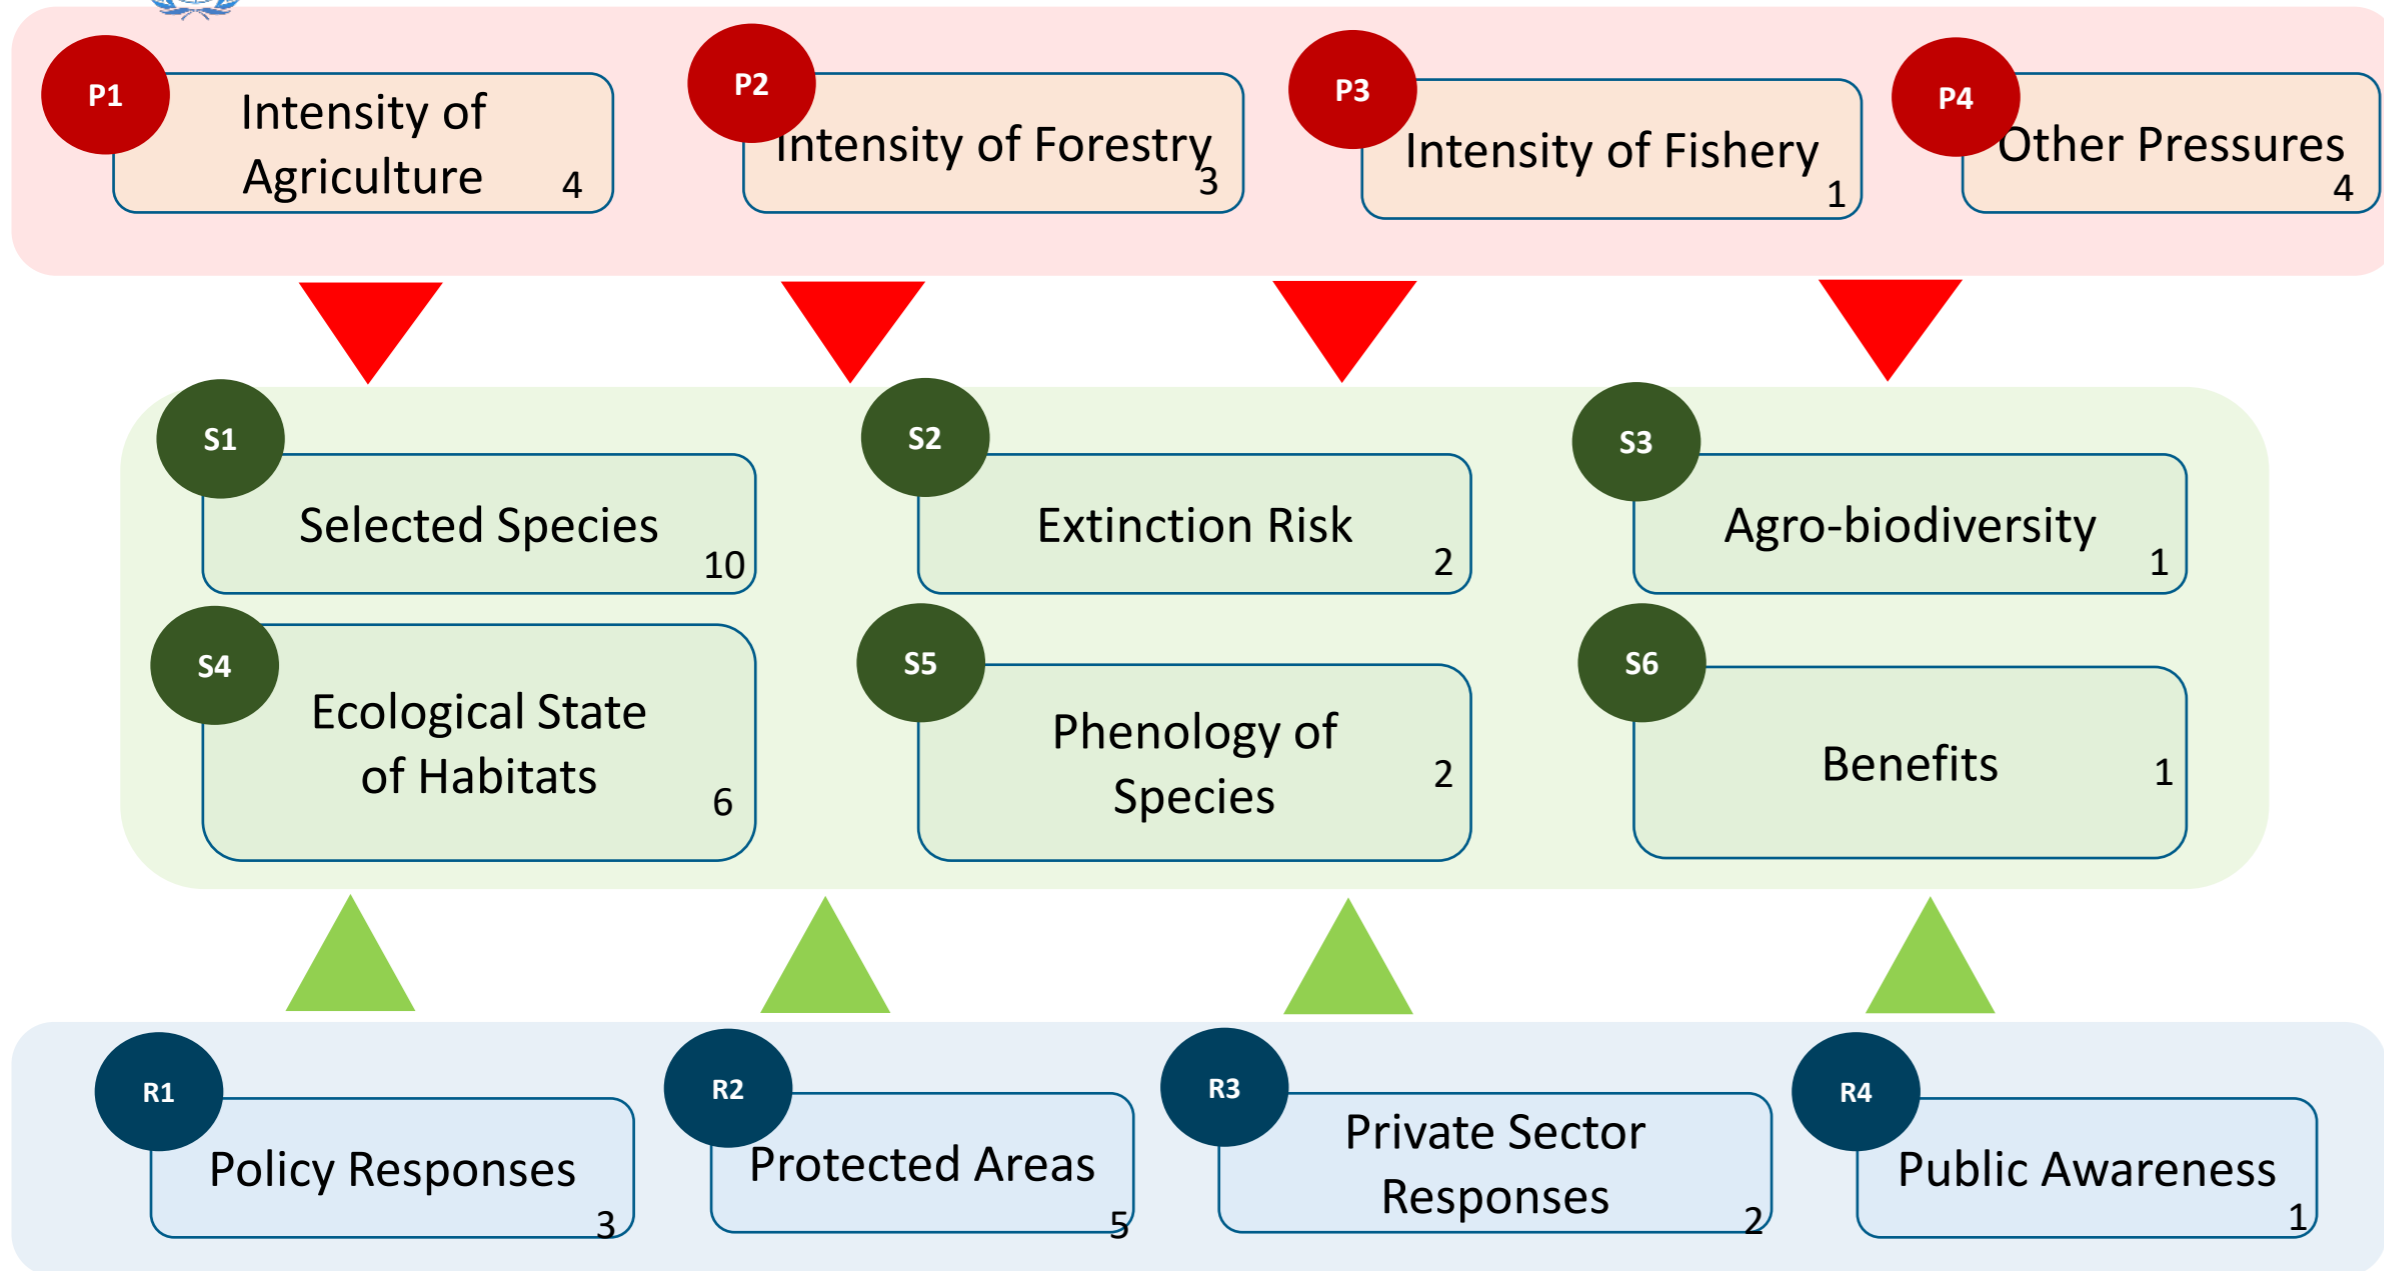 P1
Intensity of
Agriculture
4
P2
Intensity of Forestry
3
P3
Intensity of Fishery
1
P4
Other Pressures
4
S1
Selected Species
10
S2
Extinction Risk
2
S3
Agro-biodiversity
1
S4
Ecological State
of Habitats
6
S5
Phenology of
Species
2
S6
Benefits
1
R1
Policy Responses
3
R2
Protected Areas
5
R3
Private Sector
Responses
2
R4
Public Awareness
1